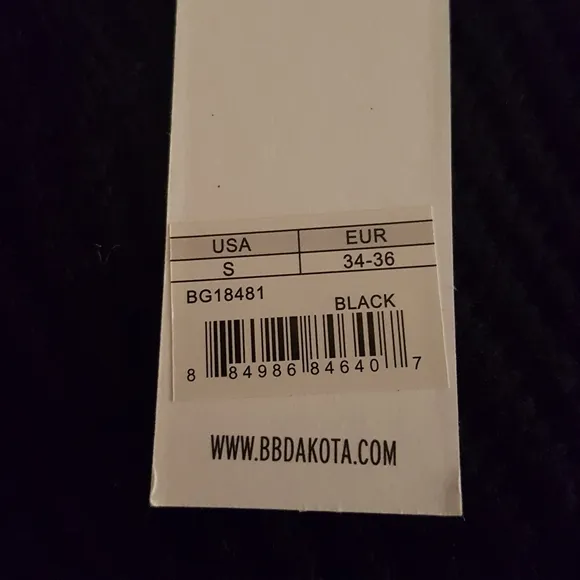 USA EUR
S 34-36
BG18481
BLACK
8 84986 84640 7
WWW.BBDAKOTA.COM